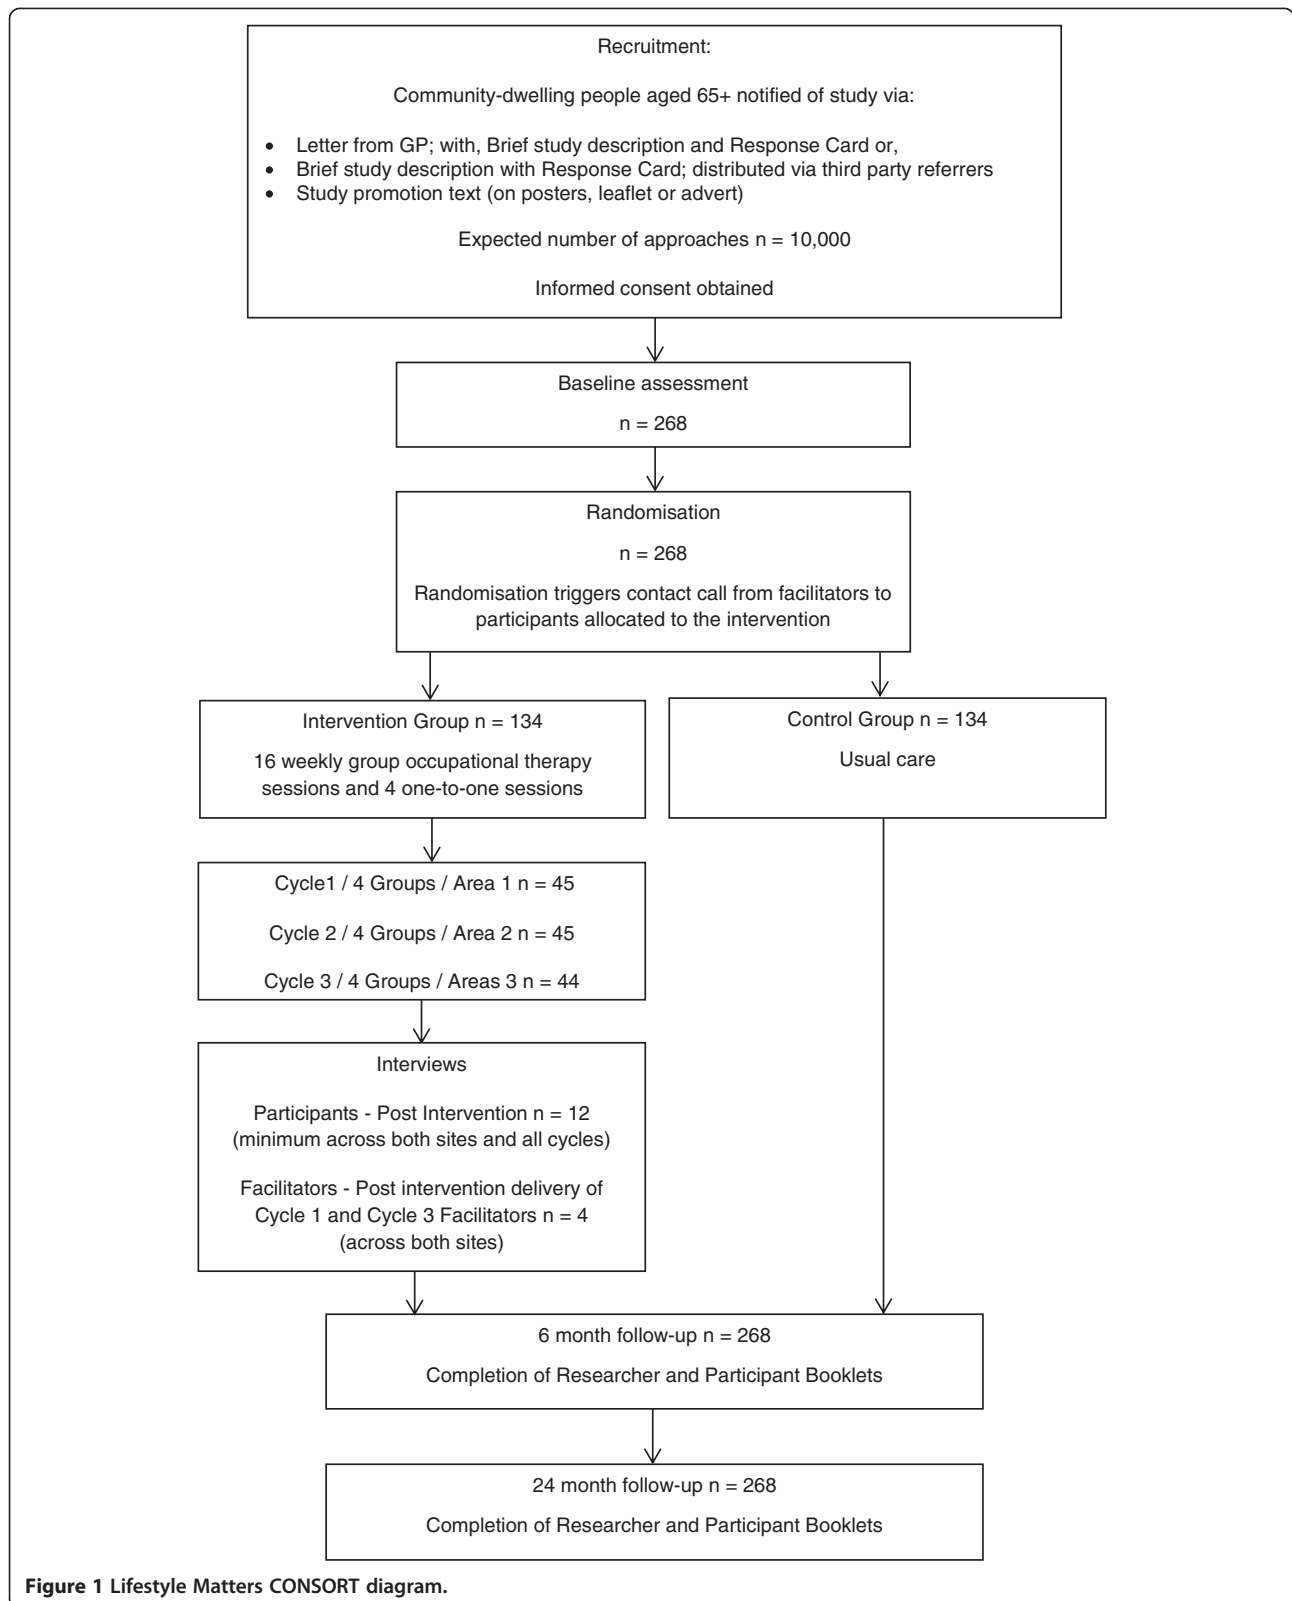 Recruitment:
Community-dwelling people aged 65+ notified of study via:
• Letter from GP; with, Brief study description and Response Card or,
• Brief study description with Response Card; distributed via third party referrers
• Study promotion text (on posters, leaflet or advert)
Expected number of approaches n = 10,000
Informed consent obtained
Baseline assessment
n = 268
Randomisation
n = 268
Randomisation triggers contact call from facilitators to
participants allocated to the intervention
Intervention Group n = 134
16 weekly group occupational therapy
sessions and 4 one-to-one sessions
Control Group n = 134
Usual care
Cycle1 / 4 Groups / Area 1 n = 45
Cycle 2 / 4 Groups / Area 2 n = 45
Cycle 3 / 4 Groups / Areas 3 n = 44
Interviews
Participants - Post Intervention n = 12
(minimum across both sites and all cycles)
Facilitators - Post intervention delivery of
Cycle 1 and Cycle 3 Facilitators n = 4
(across both sites)
6 month follow-up n = 268
Completion of Researcher and Participant Booklets
24 month follow-up n = 268
Completion of Researcher and Participant Booklets
Figure 1 Lifestyle Matters CONSORT diagram.